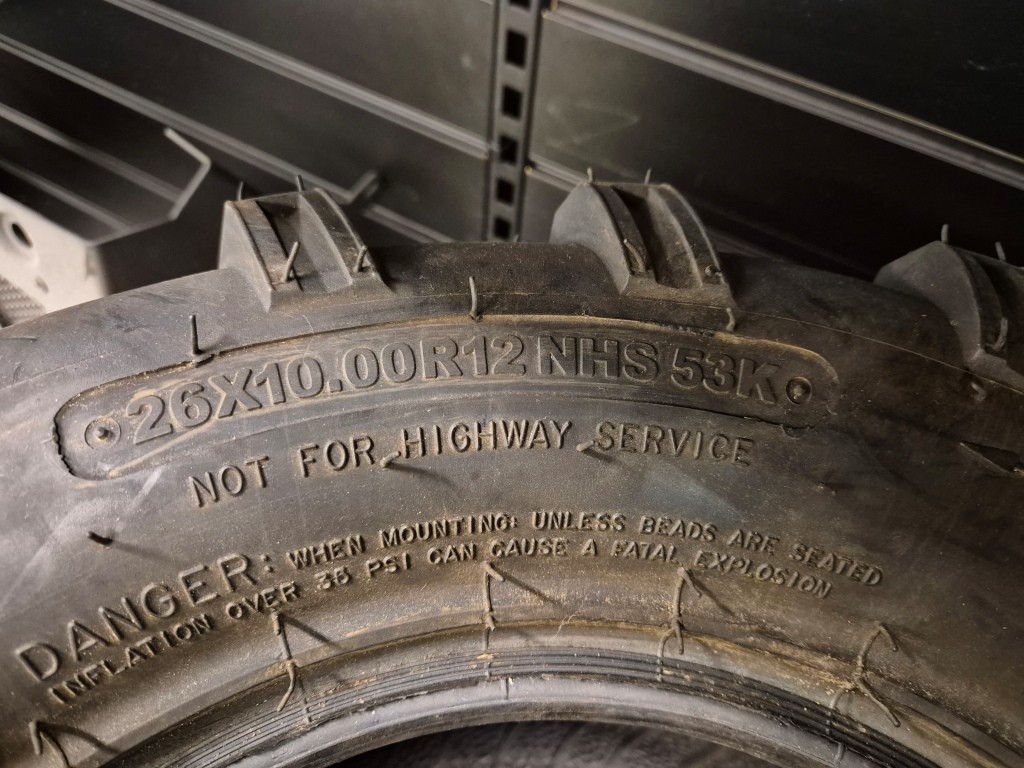 26X10.00R12 NHS 53K
NOT FOR HIGHWAY SERVICE
DANGER: WHEN MOUNTING: UNLESS BEADS ARE SEATED
INFLATION OVER 38 PSI CAN CAUSE A FATAL EXPLOSION